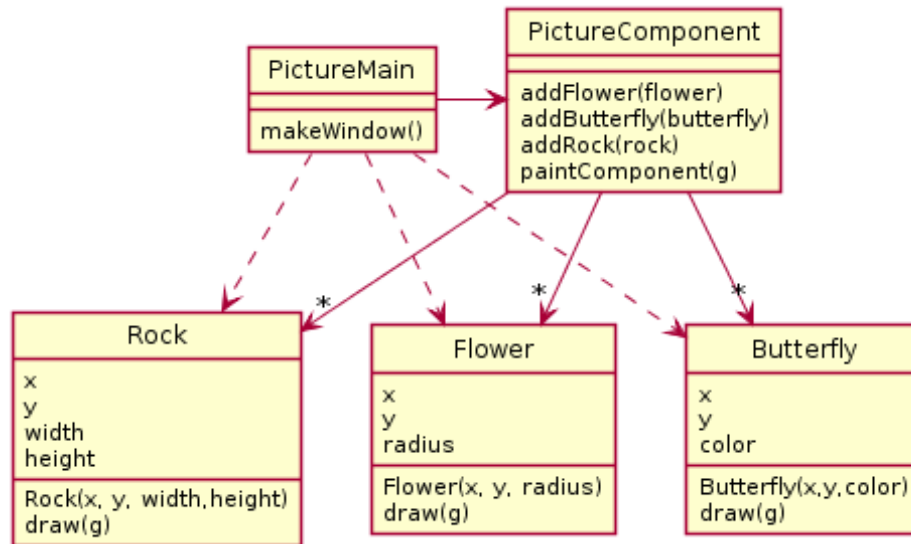 PictureMain
makeWindow()
PictureComponent
addFlower(flower)
addButterfly(butterfly)
addRock(rock)
paintComponent(g)
*
*
*
Rock
x
y
width
height
Rock(x, y, width,height)
draw(g)
Flower
x
y
radius
Flower(x, y, radius)
draw(g)
Butterfly
x
y
color
Butterfly(x,y,color)
draw(g)